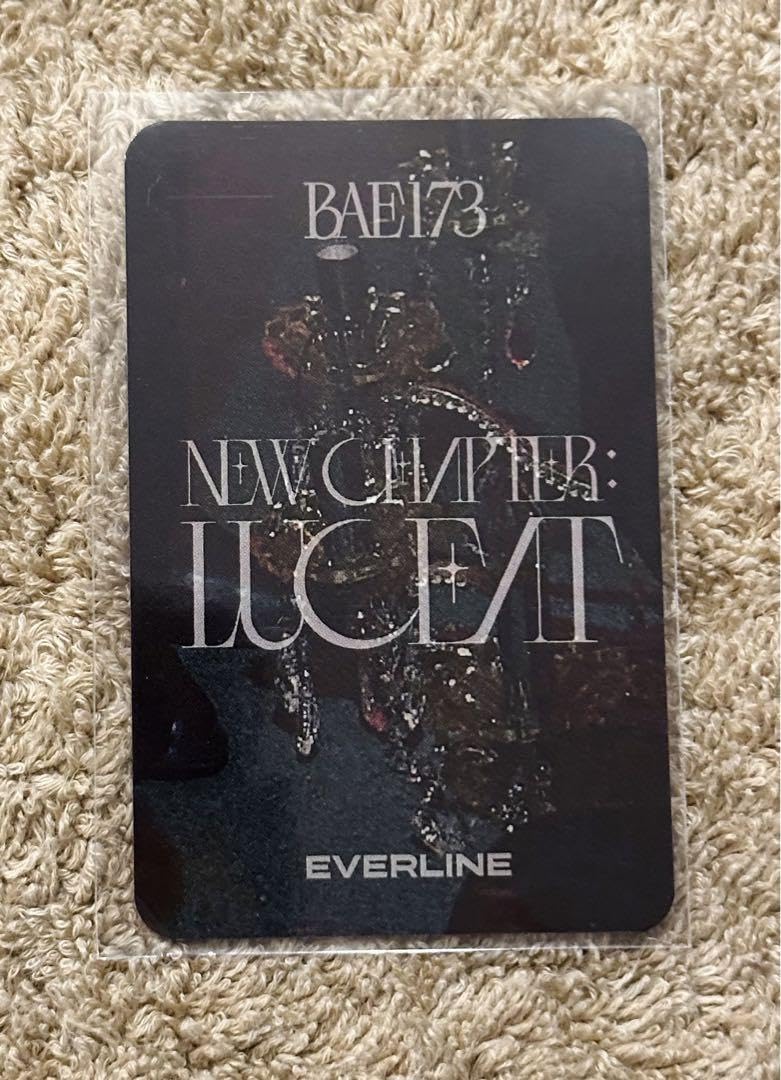 BAE173
NEW CHAPTER:
LUCENT
EVERLINE